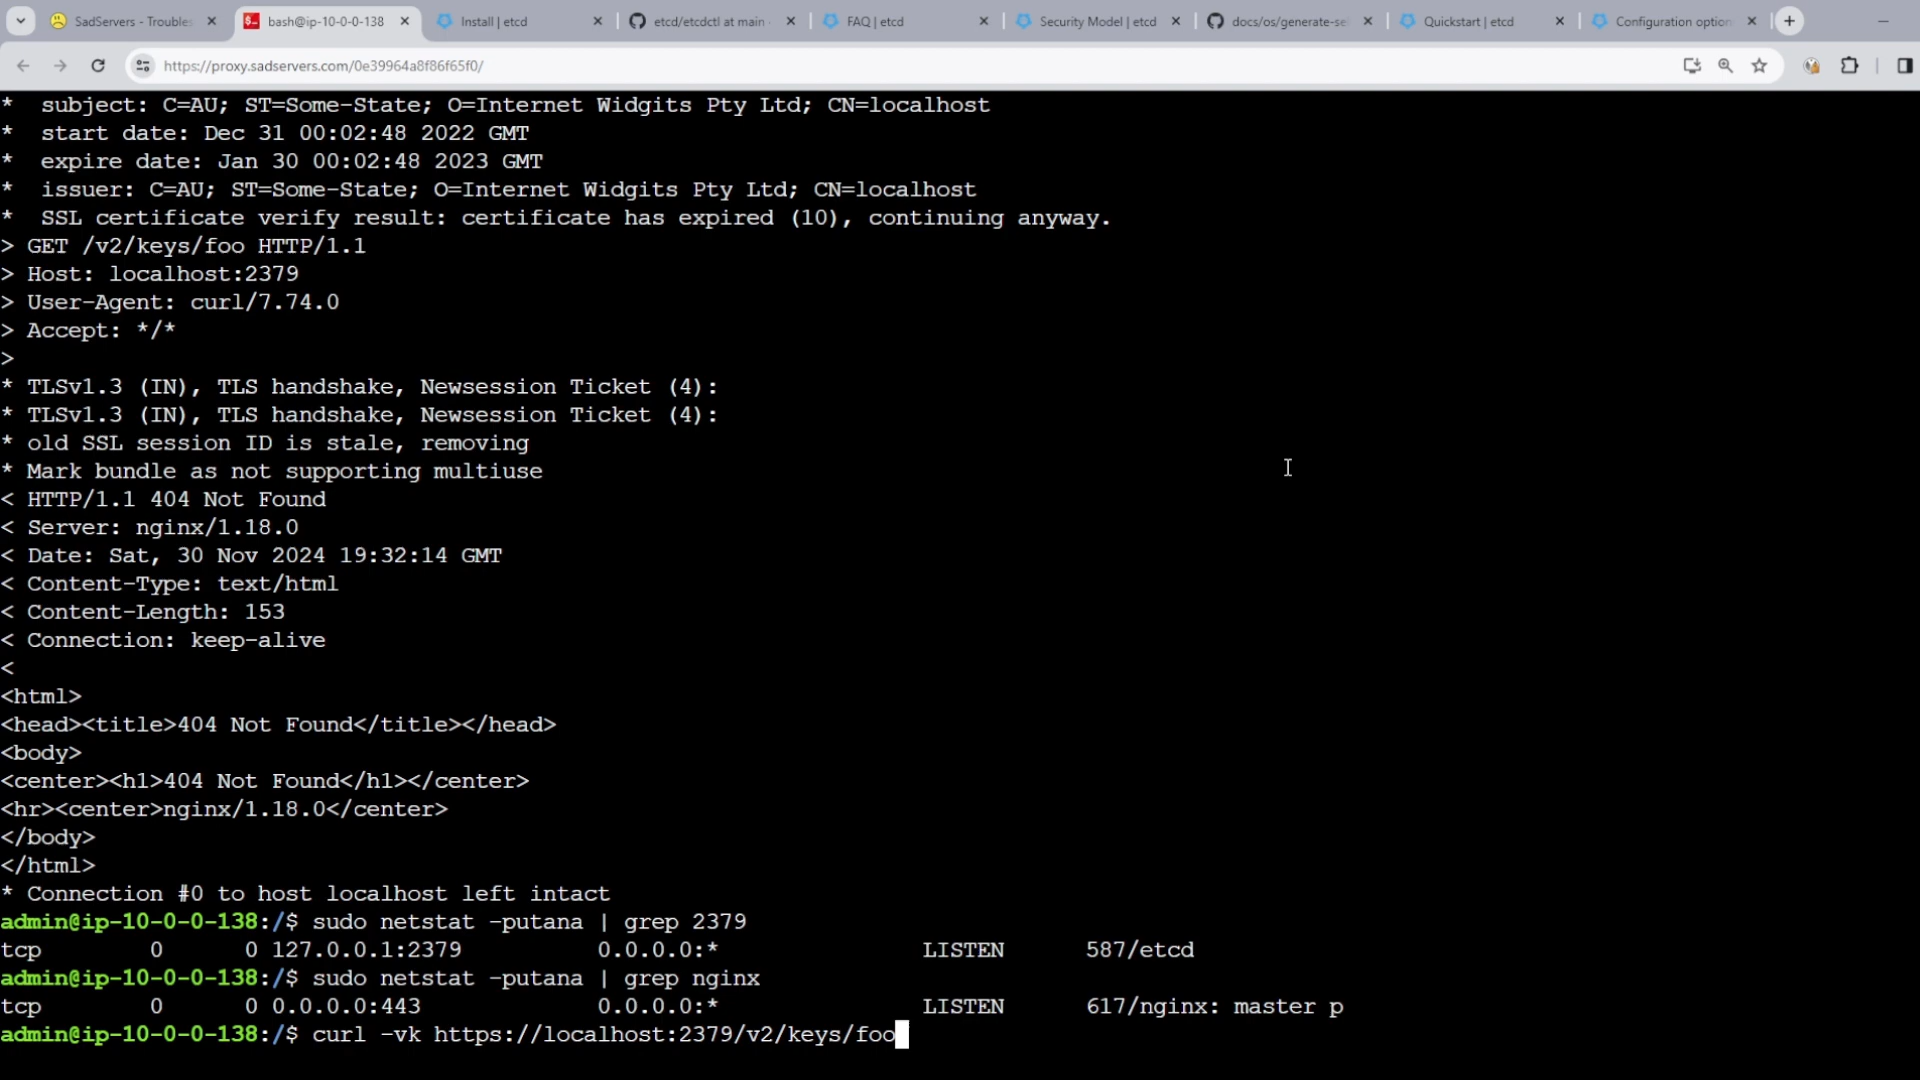 SadServers - Troubles
bash@ip-10-0-0-138
Install | etcd
etcd/etcdctl at main
FAQ | etcd
Security Model | etcd
docs/os/generate-se
Quickstart | etcd
Configuration option
https://proxy.sadservers.com/0e39964a8f86f65f0/
*  subject: C=AU; ST=Some-State; O=Internet Widgits Pty Ltd; CN=localhost
*  start date: Dec 31 00:02:48 2022 GMT
*  expire date: Jan 30 00:02:48 2023 GMT
*  issuer: C=AU; ST=Some-State; O=Internet Widgits Pty Ltd; CN=localhost
*  SSL certificate verify result: certificate has expired (10), continuing anyway.
> GET /v2/keys/foo HTTP/1.1
> Host: localhost:2379
> User-Agent: curl/7.74.0
> Accept: */*
>
* TLSv1.3 (IN), TLS handshake, Newsession Ticket (4):
* TLSv1.3 (IN), TLS handshake, Newsession Ticket (4):
* old SSL session ID is stale, removing
* Mark bundle as not supporting multiuse
< HTTP/1.1 404 Not Found
< Server: nginx/1.18.0
< Date: Sat, 30 Nov 2024 19:32:14 GMT
< Content-Type: text/html
< Content-Length: 153
< Connection: keep-alive
<
<html>
<head><title>404 Not Found</title></head>
<body>
<center><h1>404 Not Found</h1></center>
<hr><center>nginx/1.18.0</center>
</body>
</html>
* Connection #0 to host localhost left intact
admin@ip-10-0-0-138:/$ sudo netstat -putana | grep 2379
tcp        0      0 127.0.0.1:2379          0.0.0.0:*               LISTEN      587/etcd
admin@ip-10-0-0-138:/$ sudo netstat -putana | grep nginx
tcp        0      0 0.0.0.0:443             0.0.0.0:*               LISTEN      617/nginx: master p
admin@ip-10-0-0-138:/$ curl -vk https://localhost:2379/v2/keys/foo